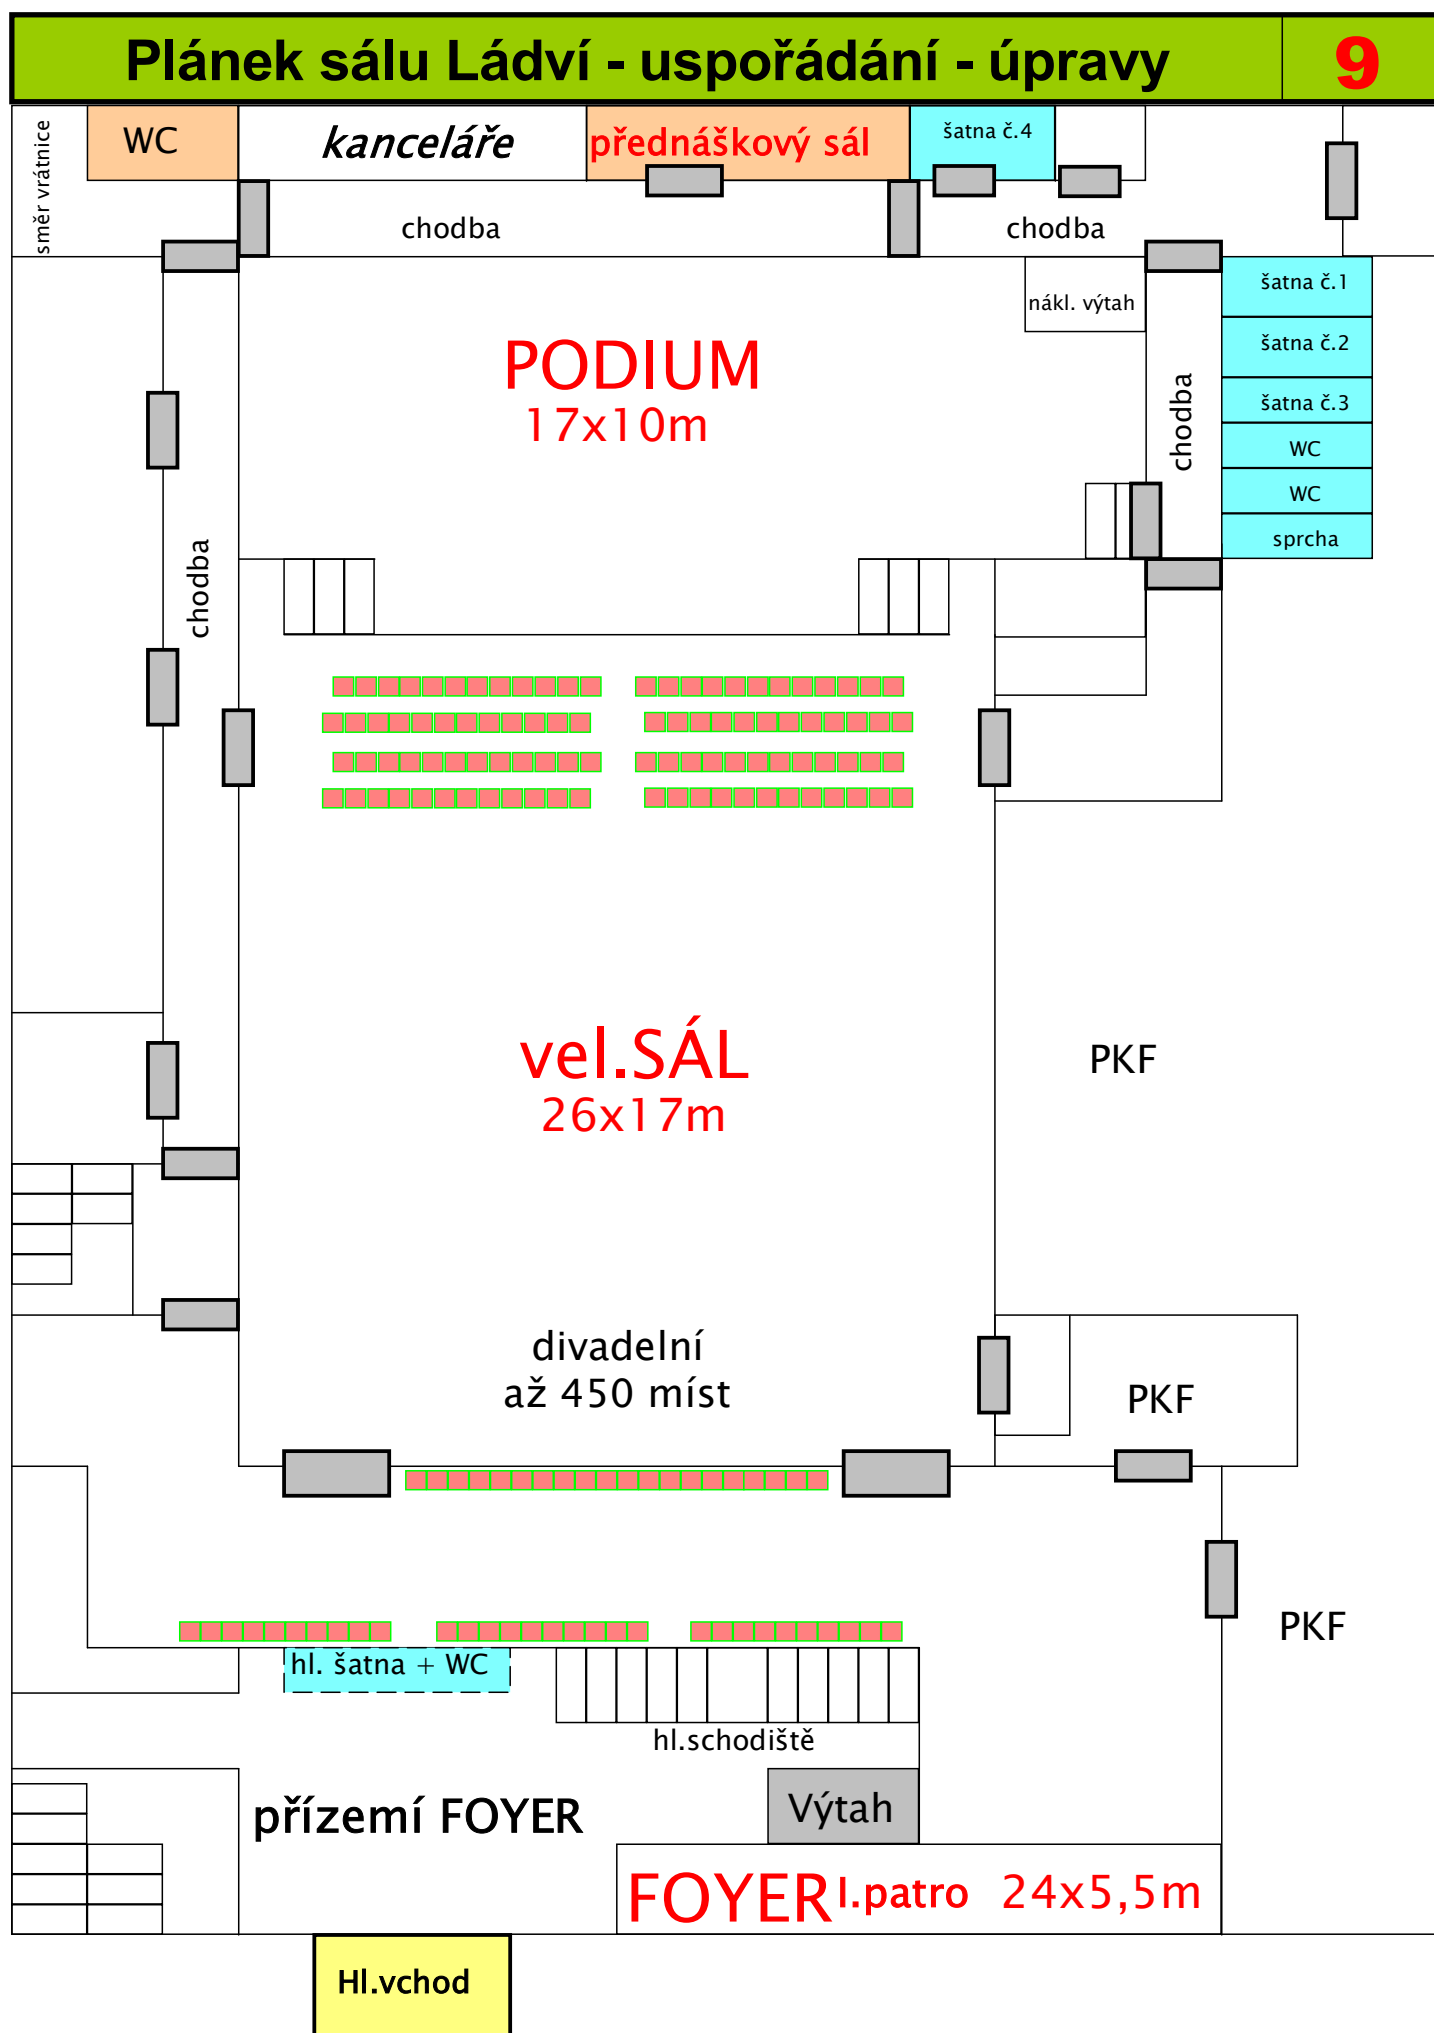 Plánek sálu Ládví - uspořádání - úpravy
9
směr vrátnice
WC
kanceláře
přednáškový sál
šatna č.4
chodba
chodba
nákl. výtah
šatna č.1
šatna č.2
šatna č.3
WC
WC
sprcha
chodba
PODIUM
17x10m
chodba
vel.SÁL
26x17m
PKF
divadelní
až 450 míst
PKF
PKF
hl. šatna + WC
hl.schodiště
přízemí FOYER
Výtah
FOYER I.patro 24x5,5m
Hl.vchod